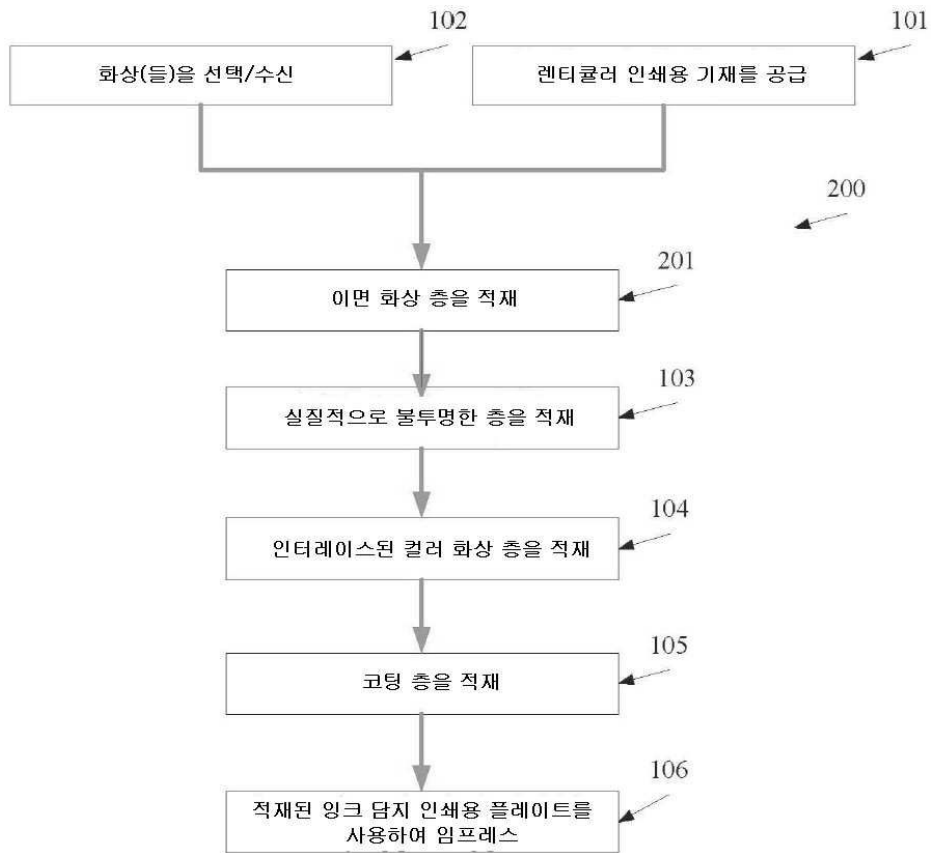 102
101
화상(들)을 선택/수신
렌티큘러 인쇄용 기재를 공급
200
201
이면 화상 층을 적재
103
실질적으로 불투명한 층을 적재
104
인터레이스된 컬러 화상 층을 적재
105
코팅 층을 적재
106
적재된 잉크 담지 인쇄용 플레이트를
사용하여 임프레스